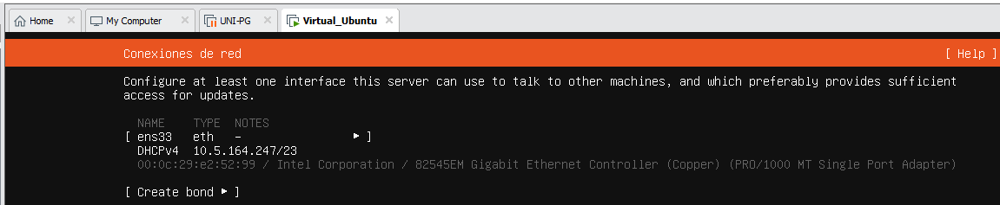 Home My Computer UNI-PG Virtual_Ubuntu
Conexiones de red [ Help ]
Configure at least one interface this server can use to talk to other machines, and which preferably provides sufficient
access for updates.
NAME TYPE NOTES
[ ens33 eth – ▸ ]
DHCPv4 10.5.164.247/23
00:0c:29:e2:52:99 / Intel Corporation / 82545EM Gigabit Ethernet Controller (Copper) (PRO/1000 MT Single Port Adapter)
[ Create bond ▸ ]